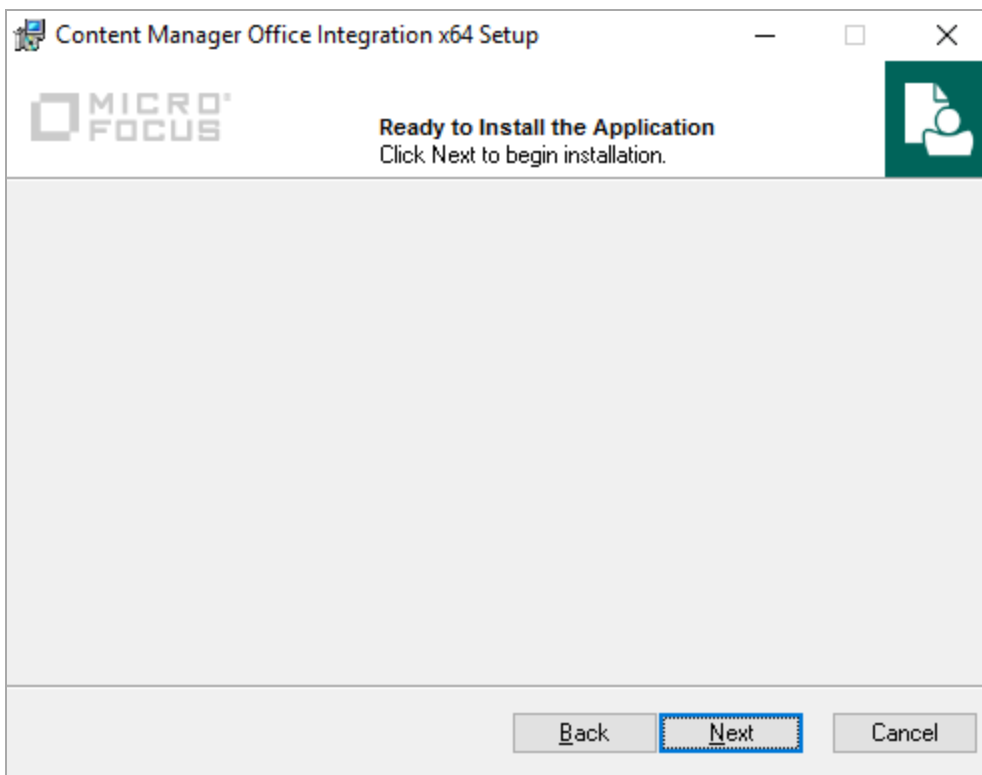 Content Manager Office Integration x64 Setup
MICRO
FOCUS
Ready to Install the Application
Click Next to begin installation.
Back
Next
Cancel